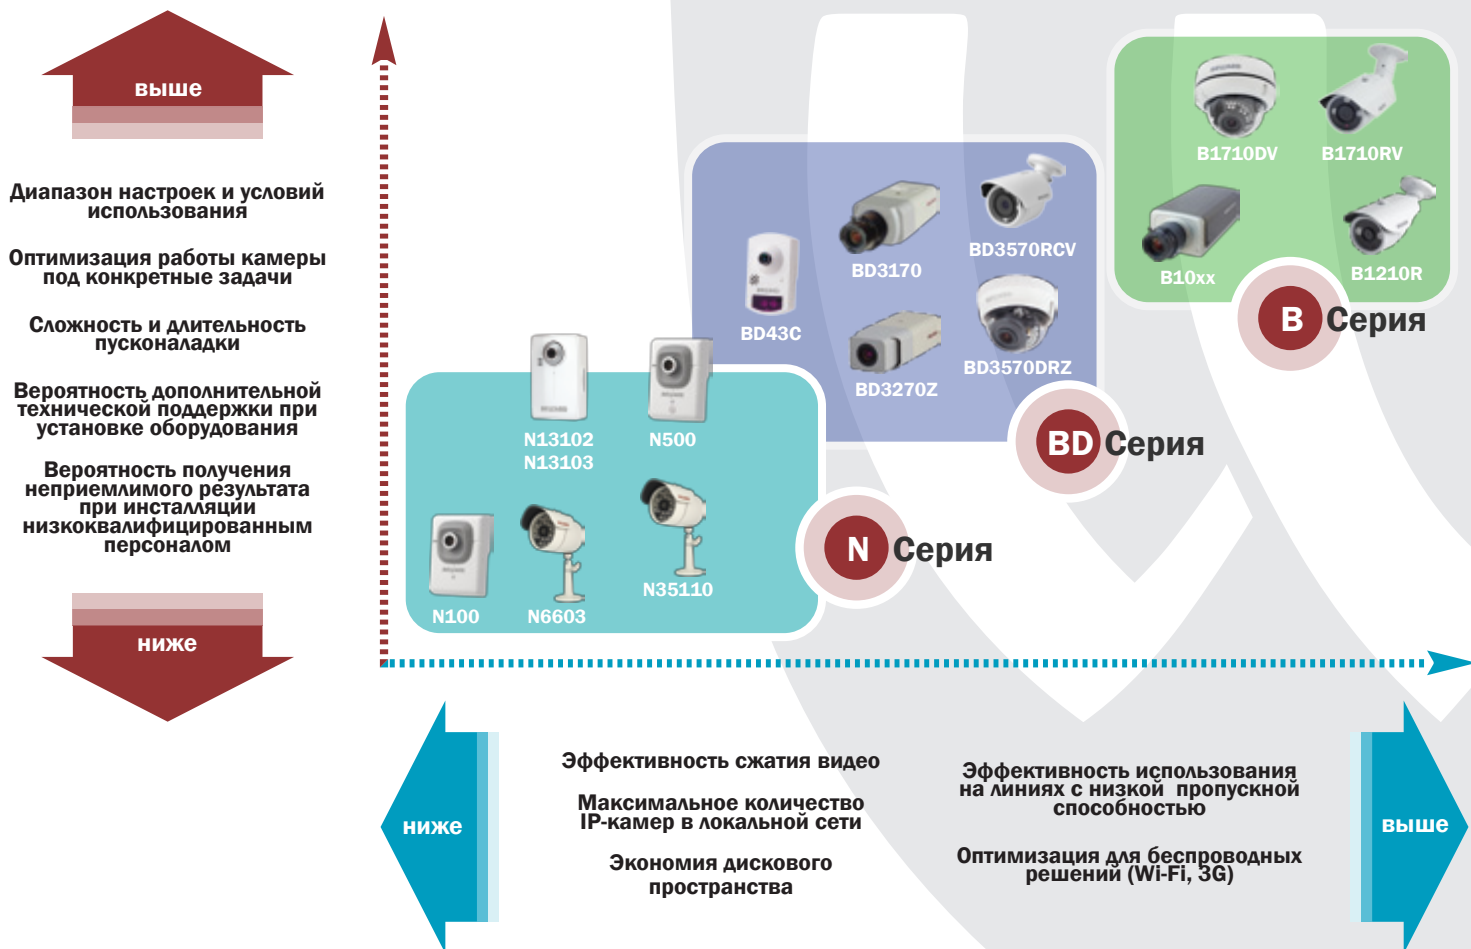 выше
Диапазон настроек и условий
использования
Оптимизация работы камеры
под конкретные задачи
Сложность и длительность
пусконаладки
Вероятность дополнительной
технической поддержки при
установке оборудования
Вероятность получения
неприемлимого результата
при инсталляции
низкоквалифицированным
персоналом
ниже
B1710DV
B1710RV
B10xx
B1210R
B Серия
BD43C
BD3170
BD3570RCV
BD3270Z
BD3570DRZ
BD Серия
N13102
N13103
N500
N100
N6603
N35110
N Серия
ниже
Эффективность сжатия видео
Максимальное количество
IP-камер в локальной сети
Экономия дискового
пространства
Эффективность использования
на линиях с низкой пропускной
способностью
Оптимизация для беспроводных
решений (Wi-Fi, 3G)
выше